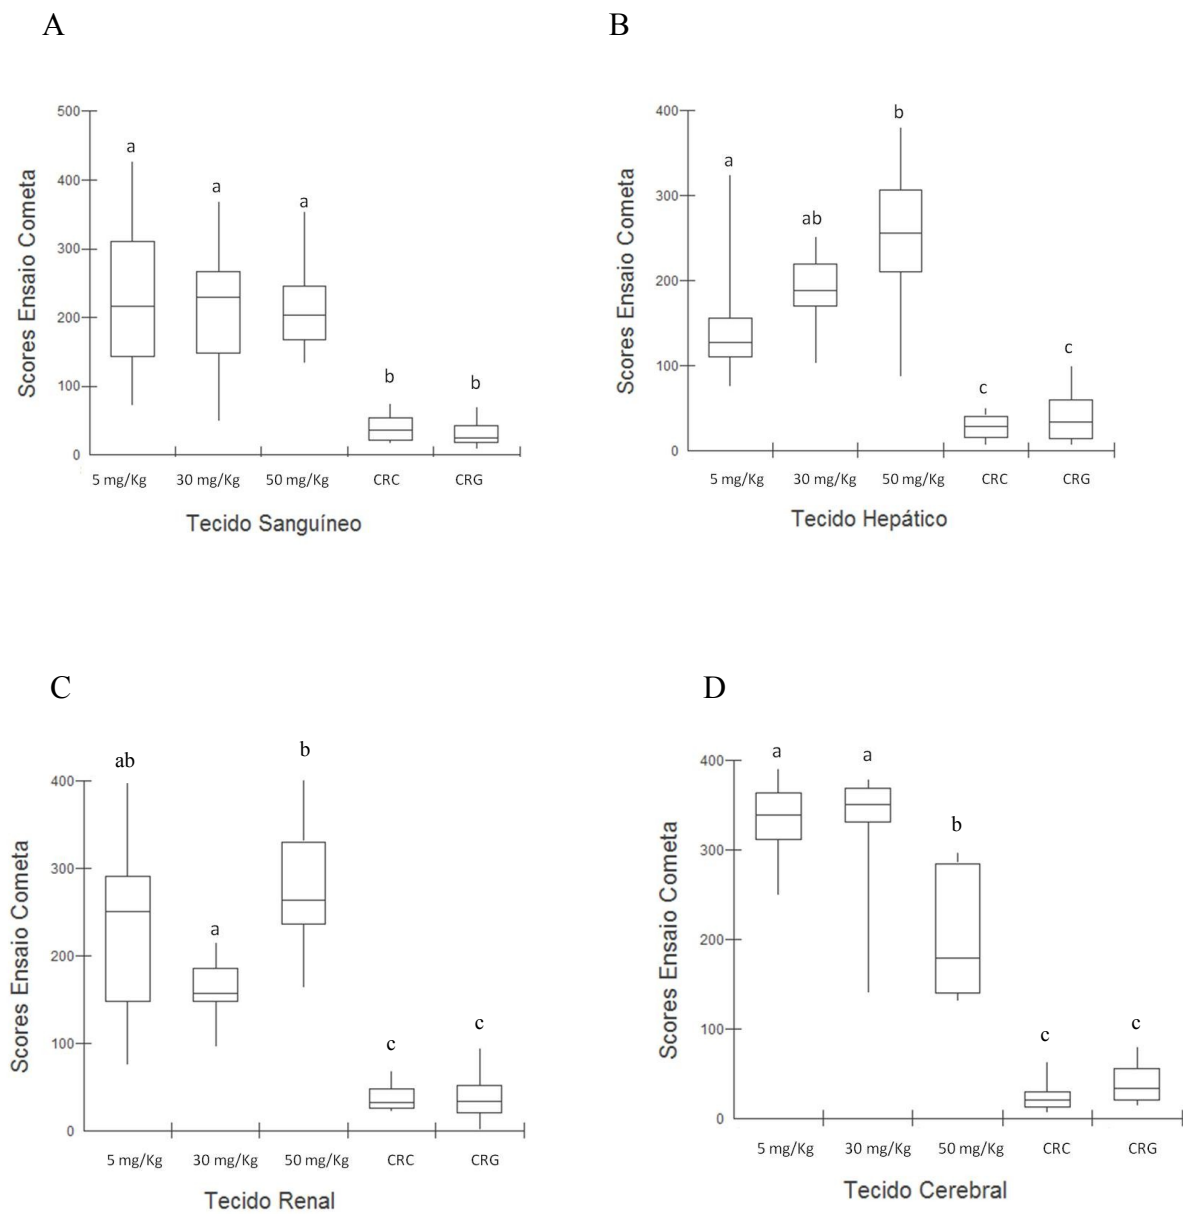 A
500
400
300
200
100
0
Scores Ensaio Cometa
a
a
a
b
b
5 mg/Kg 30 mg/Kg 50 mg/Kg CRC CRG
Tecido Sanguíneo
B
400
300
200
100
0
Scores Ensaio Cometa
a
ab
b
c
c
5 mg/Kg 30 mg/Kg 50 mg/Kg CRC CRG
Tecido Hepático
C
400
300
200
100
0
Scores Ensaio Cometa
ab
a
b
c
c
5 mg/Kg 30 mg/Kg 50 mg/Kg CRC CRG
Tecido Renal
D
400
300
200
100
0
Scores Ensaio Cometa
a
a
b
c
c
5 mg/Kg 30 mg/Kg 50 mg/Kg CRC CRG
Tecido Cerebral